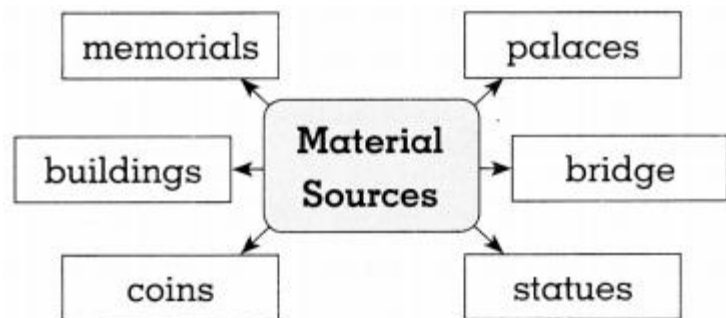 memorials
palaces
Material
Sources
buildings
bridge
coins
statues